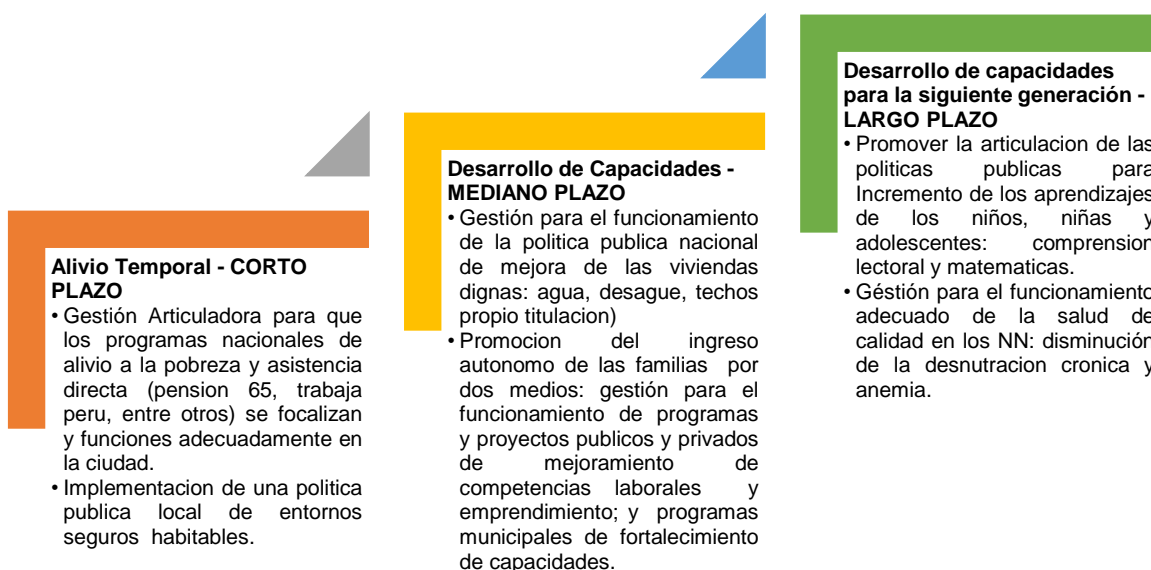 Alivio Temporal - CORTO
PLAZO
• Gestión Articuladora para que
los programas nacionales de
alivio a la pobreza y asistencia
directa (pension 65, trabaja
peru, entre otros) se focalizan
y funciones adecuadamente en
la ciudad.
• Implementacion de una politica
publica local de entornos
seguros habitables.
Desarrollo de Capacidades -
MEDIANO PLAZO
• Gestión para el funcionamiento
de la politica publica nacional
de mejora de las viviendas
dignas: agua, desague, techos
propio titulacion)
• Promocion del ingreso
autonomo de las familias por
dos medios: gestión para el
funcionamiento de programas
y proyectos publicos y privados
de mejoramiento de
competencias laborales y
emprendimiento; y programas
municipales de fortalecimiento
de capacidades.
Desarrollo de capacidades
para la siguiente generación -
LARGO PLAZO
• Promover la articulacion de las
politicas publicas para
Incremento de los aprendizajes
de los niños, niñas y
adolescentes: comprension
lectoral y matematicas.
• Géstión para el funcionamiento
adecuado de la salud de
calidad en los NN: disminución
de la desnutracion cronica y
anemia.